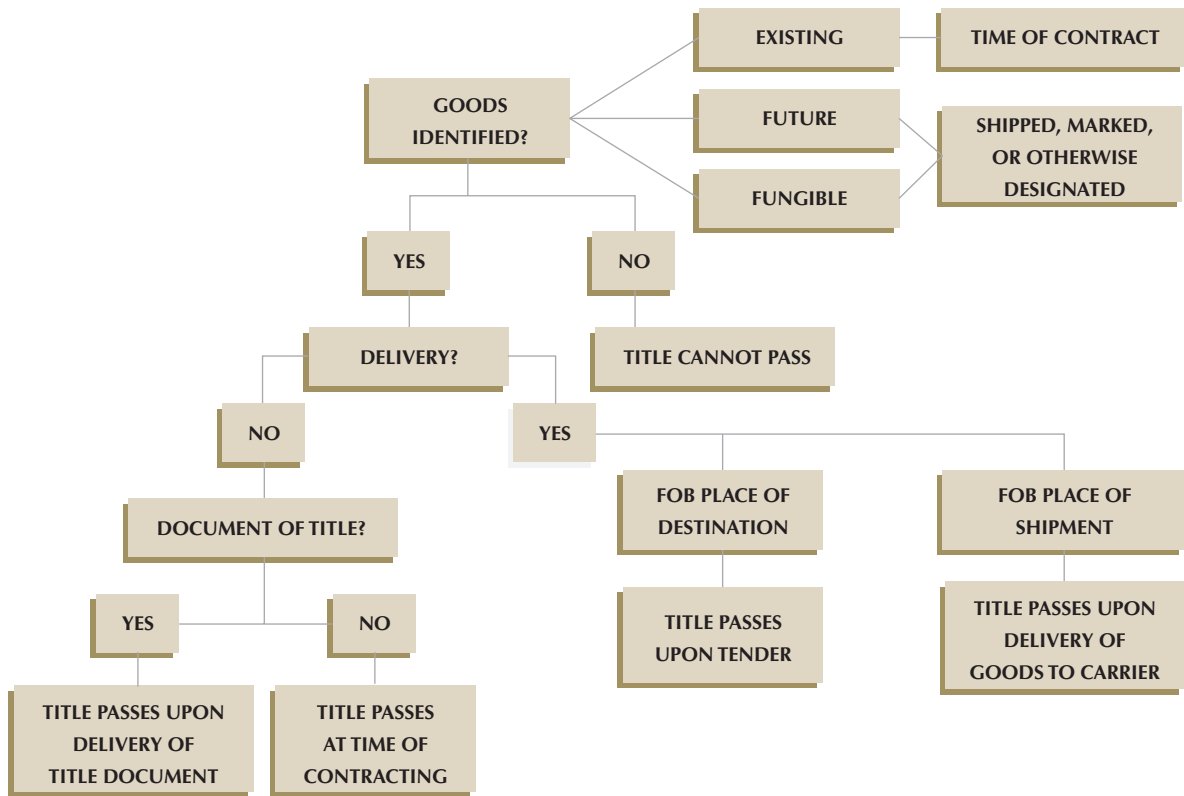 EXISTING
TIME OF CONTRACT
GOODS
IDENTIFIED?
FUTURE
SHIPPED, MARKED,
OR OTHERWISE
DESIGNATED
FUNGIBLE
YES
NO
DELIVERY?
TITLE CANNOT PASS
NO
YES
DOCUMENT OF TITLE?
FOB PLACE OF
DESTINATION
FOB PLACE OF
SHIPMENT
YES
NO
TITLE PASSES
UPON TENDER
TITLE PASSES UPON
DELIVERY OF
GOODS TO CARRIER
TITLE PASSES UPON
DELIVERY OF
TITLE DOCUMENT
TITLE PASSES
AT TIME OF
CONTRACTING